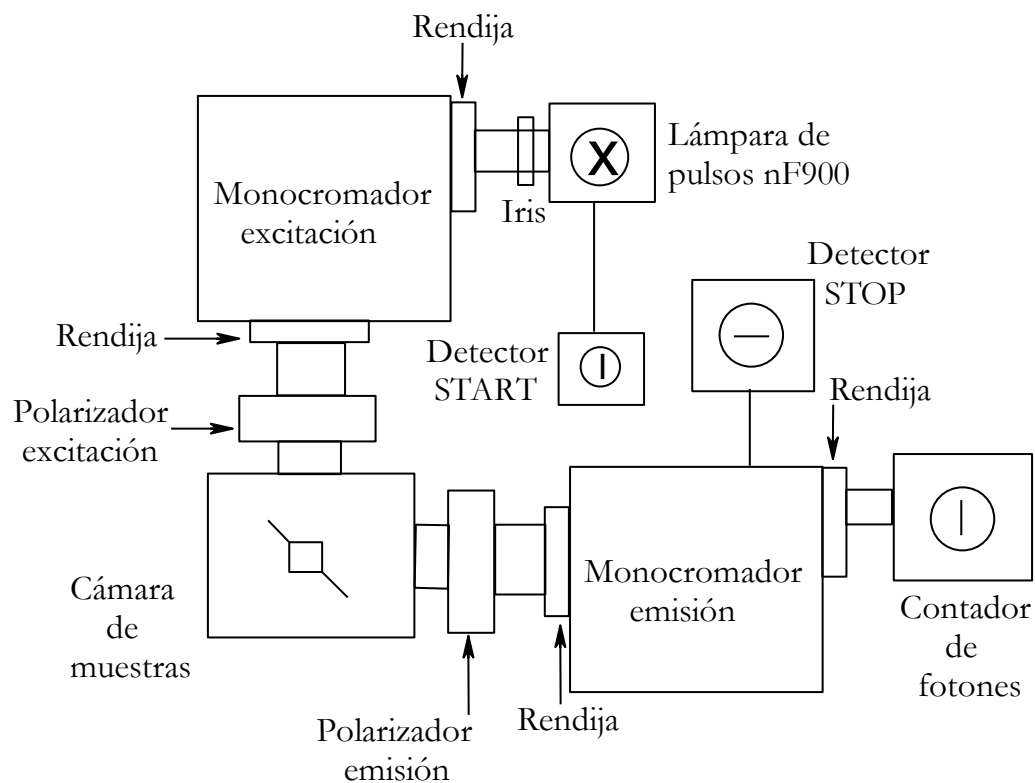 Rendija
Lámpara de
pulsos nF900
Monocromador
excitación
Iris
Detector
STOP
Rendija
Detector
START
Rendija
Polarizador
excitación
Cámara
de
muestras
Monocromador
emisión
Contador
de
fotones
Rendija
Polarizador
emisión